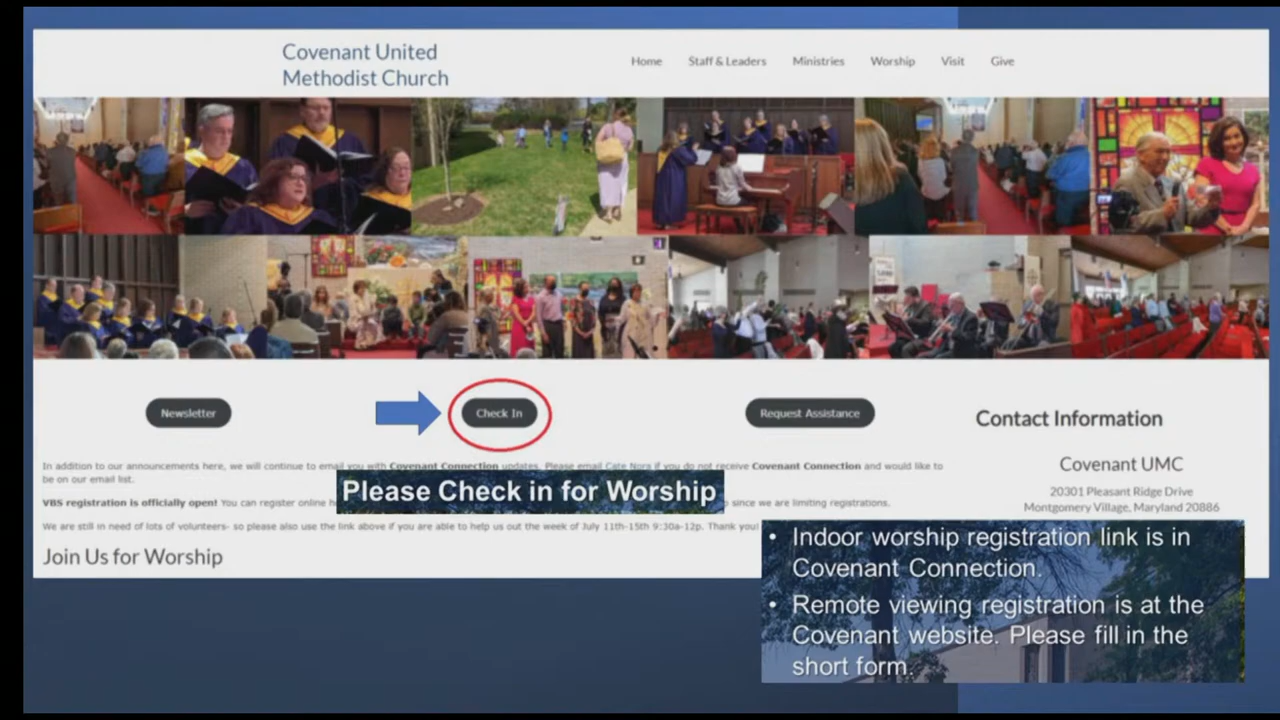 Covenant United
Methodist Church
Home Staff & Leaders Ministries Worship Visit Give
Newsletter
Check In
Request Assistance
Contact Information
In addition to our announcements here, we will continue to email you with Covenant Connection updates. Please email Cate Nora if you do not receive Covenant Connection and would like to
be on our email list.
Please Check in for Worship
VBS registration is officially open! You can register online
since we are limiting registrations.
We are still in need of lots of volunteers- so please also use the link above if you are able to help us out the week of July 11th-15th 9:30a-12p. Thank you!
Join Us for Worship
Covenant UMC
20301 Pleasant Ridge Drive
Montgomery Village, Maryland 20886
• Indoor worship registration link is in
Covenant Connection.
• Remote viewing registration is at the
Covenant website. Please fill in the
short form.